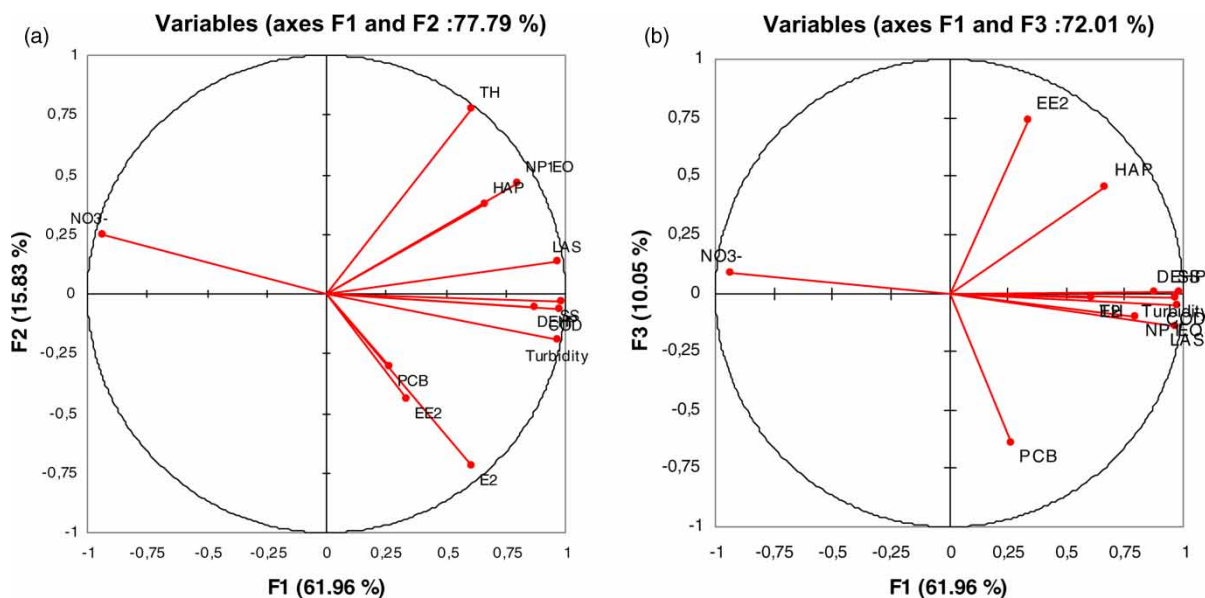 (a)
Variables (axes F1 and F2 :77.79 %)
1
0,75
0,5
0,25
0
-0,25
-0,5
-0,75
-1
F2 (15.83 %)
TH
NP1EO
HAP
NO3-
LAS
SS
COD
Turbidity
PCB
EE2
E2
-1
-0,75
-0,5
-0,25
0
0,25
0,5
0,75
1
F1 (61.96 %)
(b)
Variables (axes F1 and F3 :72.01 %)
1
0,75
0,5
0,25
0
-0,25
-0,5
-0,75
-1
F3 (10.05 %)
EE2
HAP
NO3-
Turbidity
COD
NP1EO
LAS
PCB
-1
-0,75
-0,5
-0,25
0
0,25
0,5
0,75
1
F1 (61.96 %)